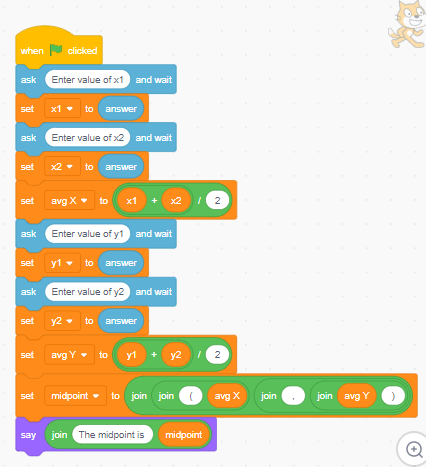 when clicked
ask Enter value of x1 and wait
set x1 to answer
ask Enter value of x2 and wait
set x2 to answer
set avg X to x1 + x2 / 2
ask Enter value of y1 and wait
set y1 to answer
ask Enter value of y2 and wait
set y2 to answer
set avg Y to y1 + y2 / 2
set midpoint to join join ( avg X join , join avg Y )
say join The midpoint is midpoint